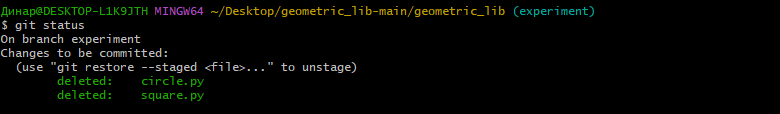 Динар@DESKTOP-L1K9JTH MINGW64 ~/Desktop/geometric_lib-main/geometric_lib (experiment)
$ git status
On branch experiment
Changes to be committed:
  (use "git restore --staged <file>..." to unstage)
        deleted:    circle.py
        deleted:    square.py